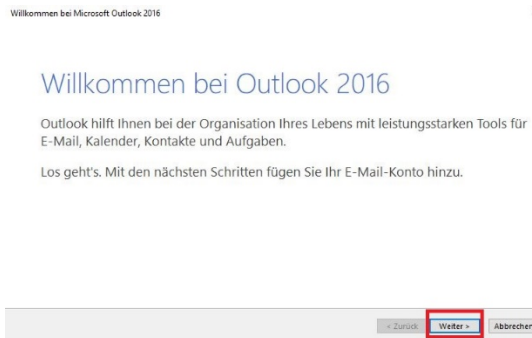 Willkommen bei Microsoft Outlook 2016
Willkommen bei Outlook 2016
Outlook hilft Ihnen bei der Organisation Ihres Lebens mit leistungsstarken Tools für
E-Mail, Kalender, Kontakte und Aufgaben.
Los geht's. Mit den nächsten Schritten fügen Sie Ihr E-Mail-Konto hinzu.
< Zurück Weiter > Abbrechen